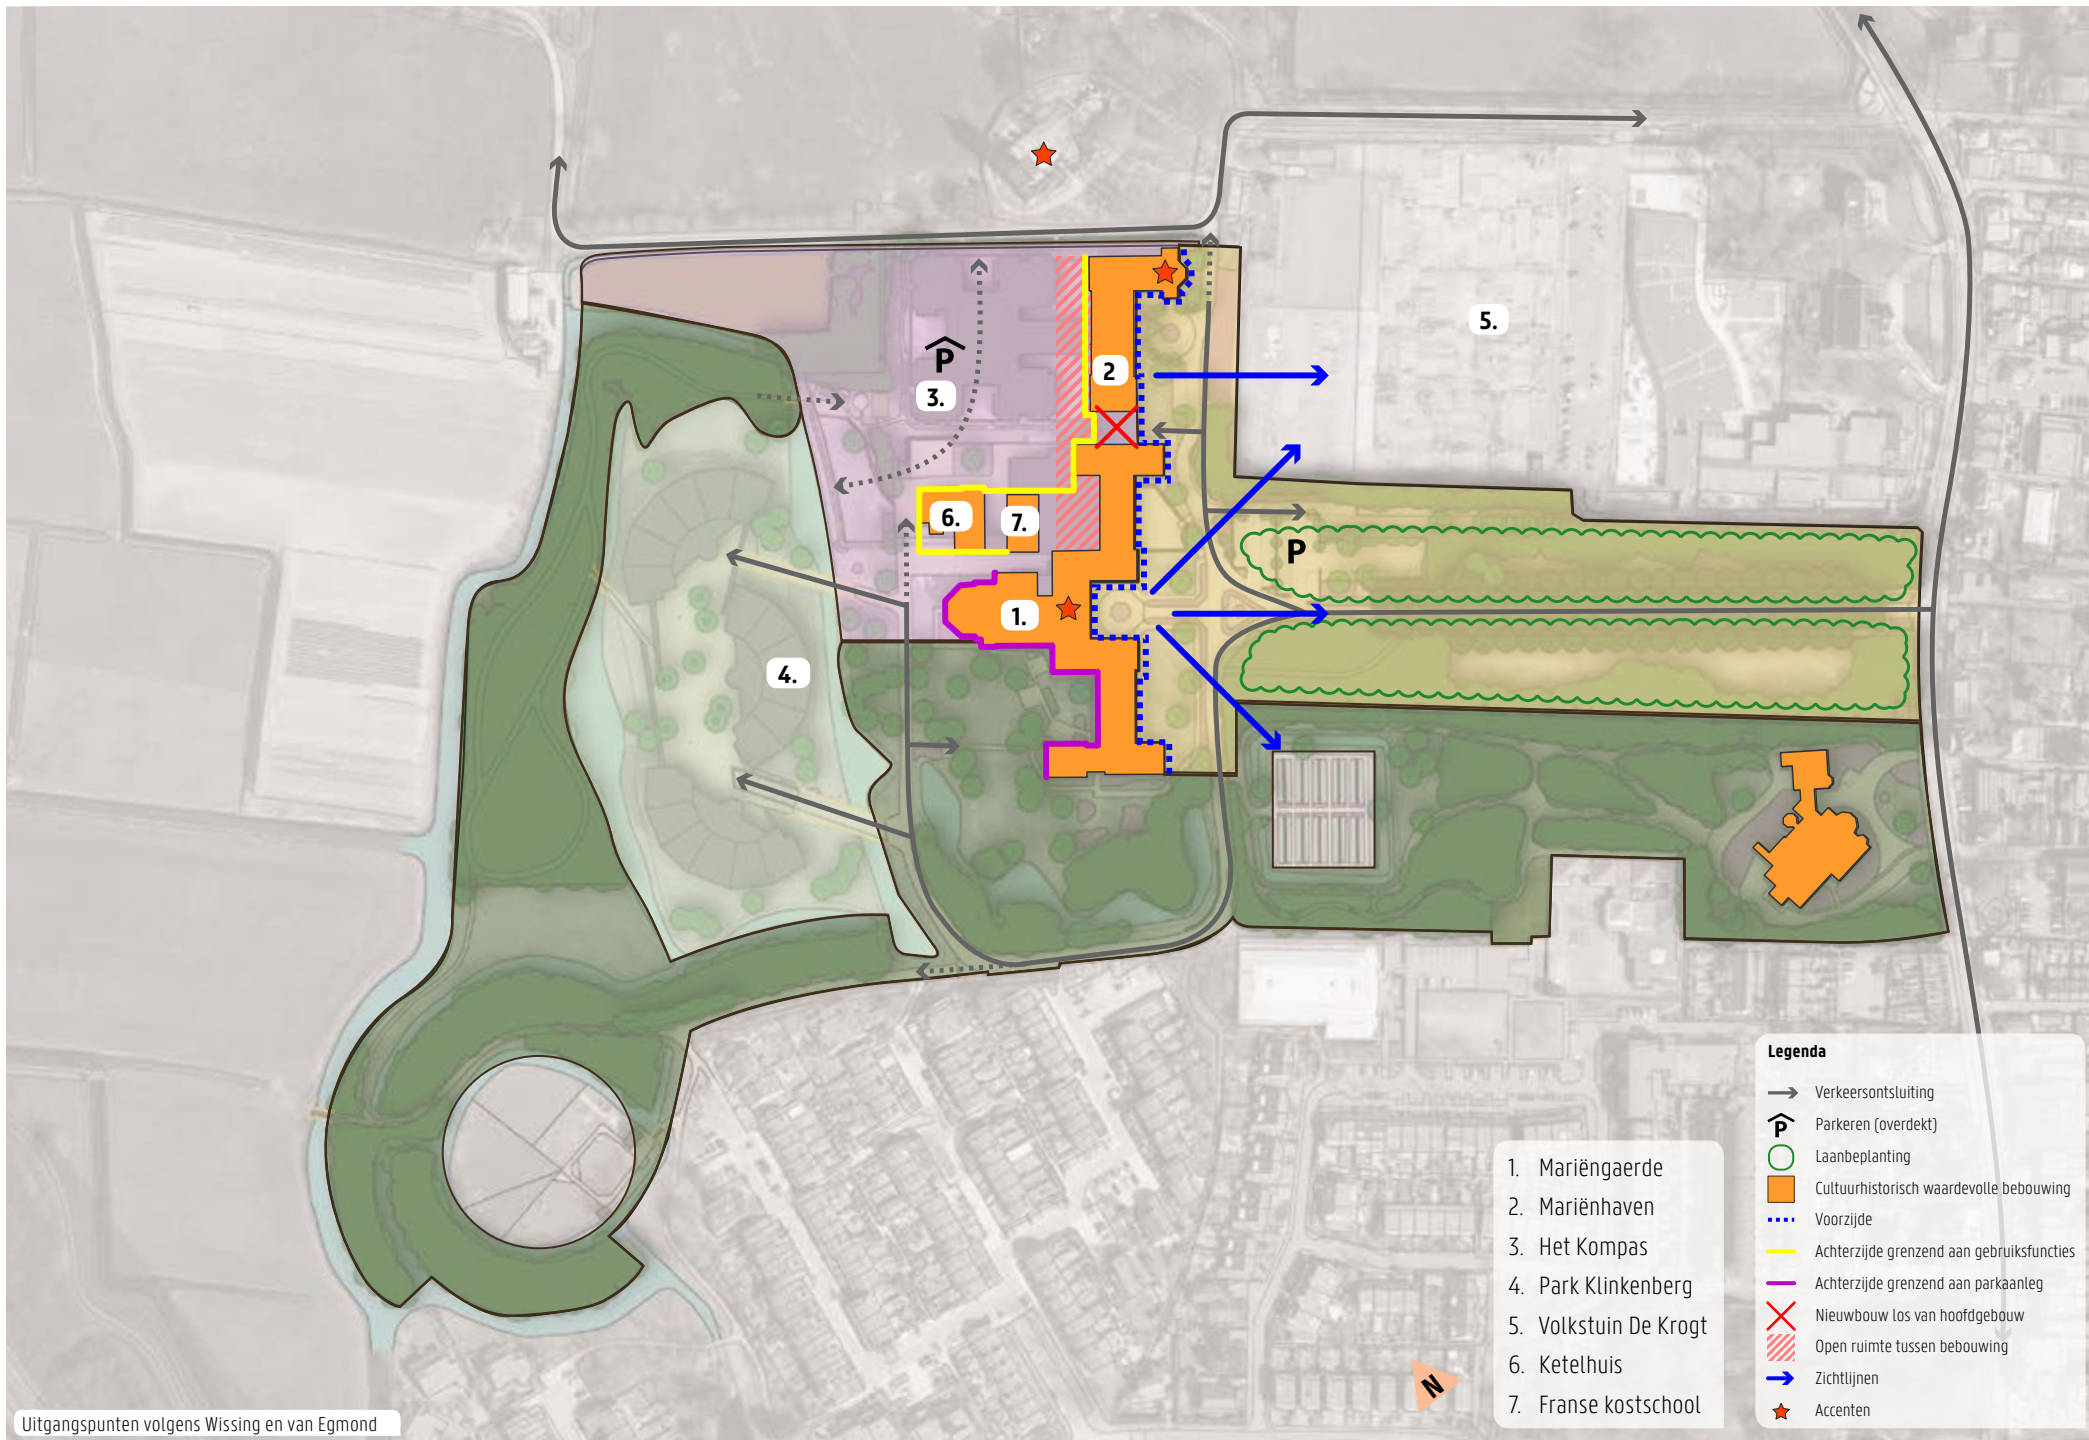 5.
P
2
3.
6.
7.
P
1.
4.
Legenda
Verkeersontsluiting
P Parkeren (overdekt)
Laanbeplanting
Cultuurhistorisch waardevolle bebouwing
Voorzijde
Achterzijde grenzend aan gebruiksfuncties
Achterzijde grenzend aan parkaanleg
Nieuwbouw los van hoofdgebouw
Open ruimte tussen bebouwing
Zichtlijnen
Accenten
1. Mariëngaerde
2. Mariënhaven
3. Het Kompas
4. Park Klinkenberg
5. Volkstuin De Krogt
6. Ketelhuis
7. Franse kostschool
N
Uitgangspunten volgens Wissing en van Egmond